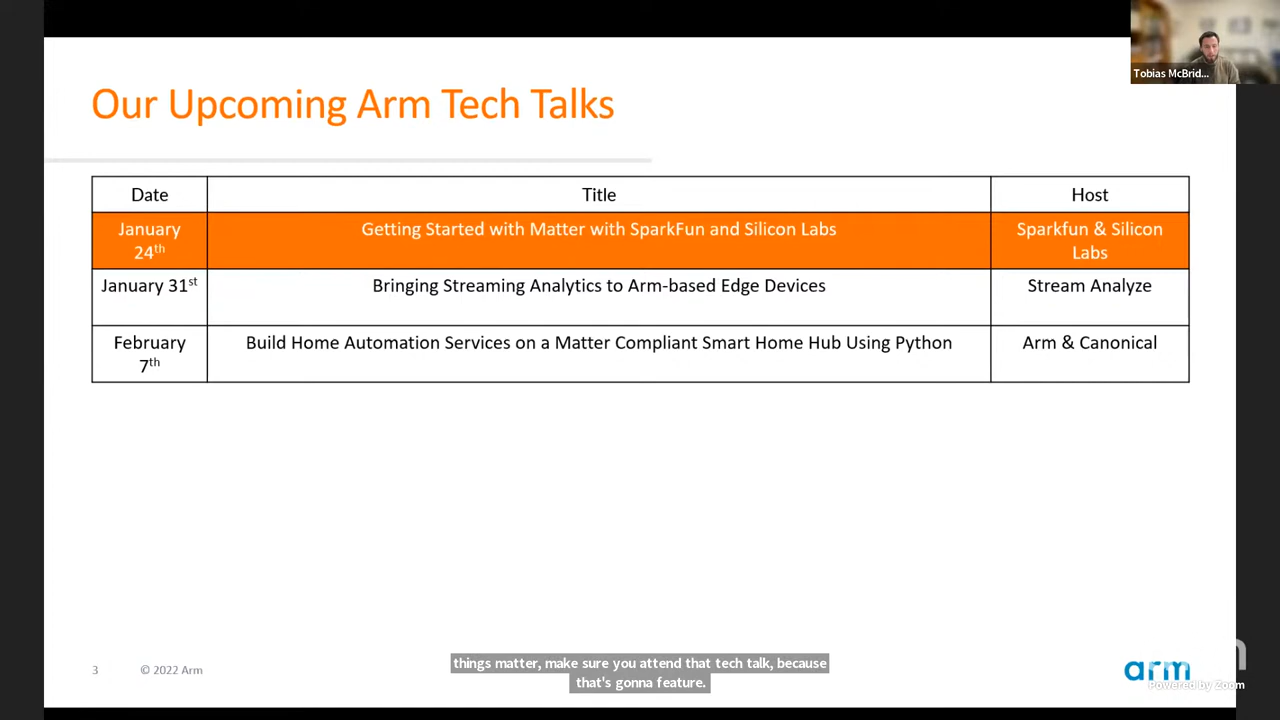 Tobias McBrid...
Our Upcoming Arm Tech Talks
Date Title Host
January 24th Getting Started with Matter with SparkFun and Silicon Labs Sparkfun & Silicon Labs
January 31st Bringing Streaming Analytics to Arm-based Edge Devices Stream Analyze
February 7th Build Home Automation Services on a Matter Compliant Smart Home Hub Using Python Arm & Canonical
things matter, make sure you attend that tech talk, because
that's gonna feature.
3 © 2022 Arm
arm
Powered by Zoom